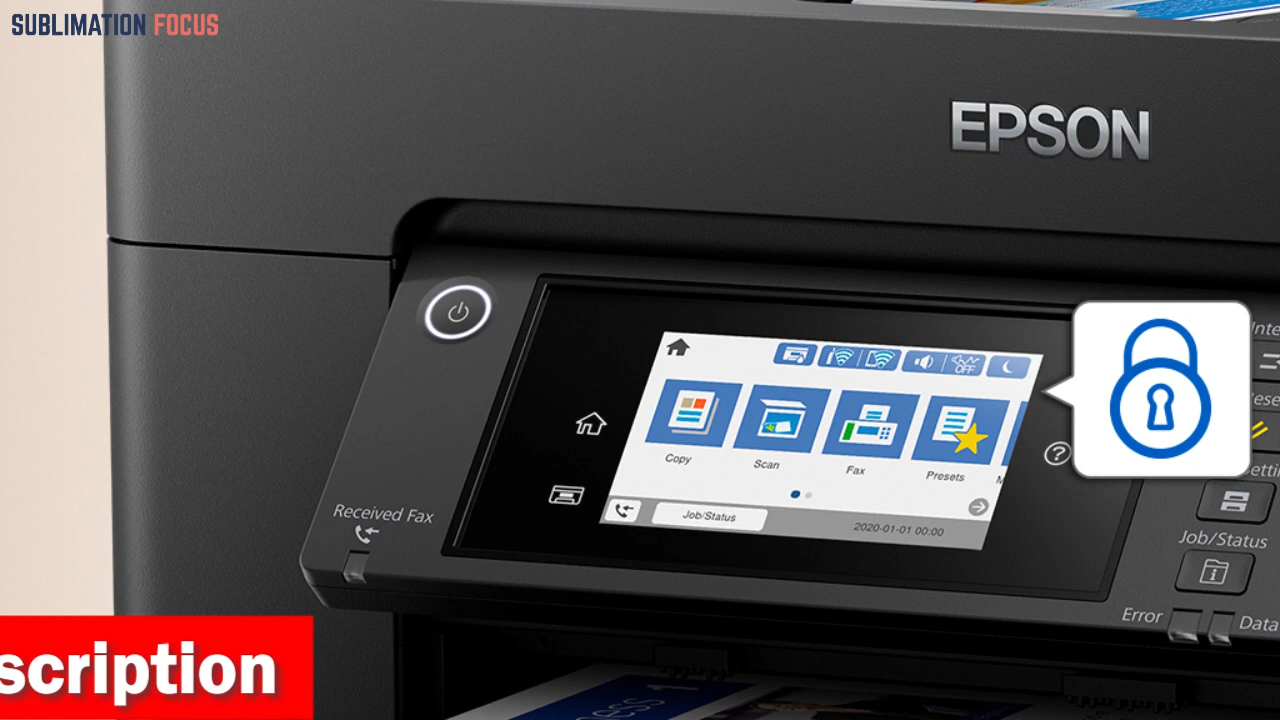 SUBLIMATION FOCUS
EPSON
OFF
Copy
Scan
Fax
Presets
Job/Status
2020-01-01 00:00
Received Fax
Job/Status
Error
Data
scription